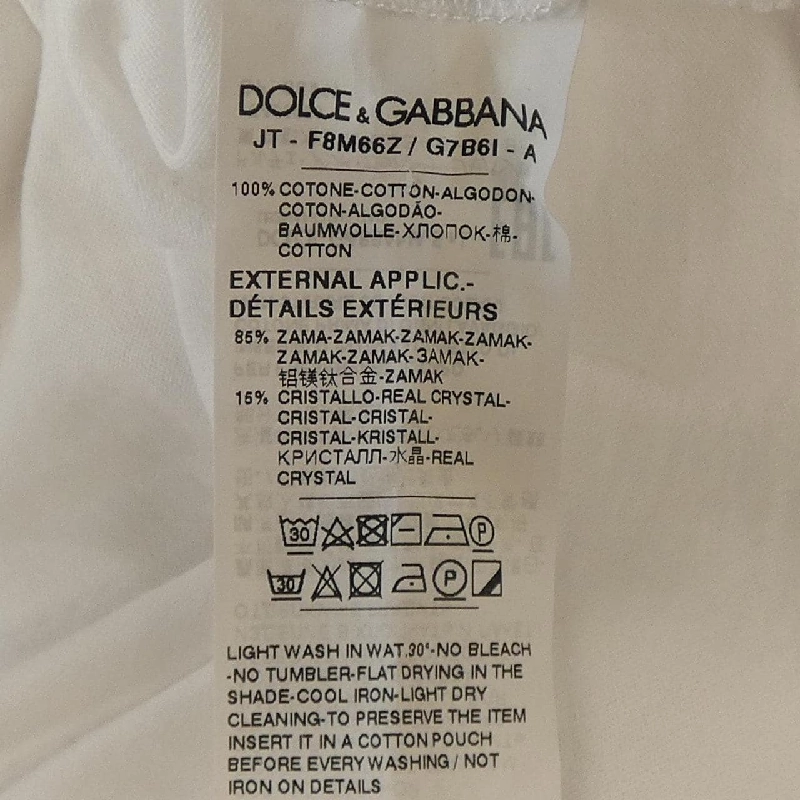 DOLCE & GABBANA
JT - F8M66Z / G7B6I - A
100% COTONE-COTTON-ALGODON-
COTON-ALGODÃO-
BAUMWOLLE-ХЛОПОК-棉-
COTTON
EXTERNAL APPLIC.-
DÉTAILS EXTÉRIEURS
85% ZAMA-ZAMAK-ZAMAK-ZAMAK-
ZAMAK-ZAMAK-ЗАМАК-
铝镁钛合金-ZAMAK
15% CRISTALLO-REAL CRYSTAL-
CRISTAL-CRISTAL-
CRISTAL-KRISTALL-
КРИСТАЛЛ-水晶-REAL
CRYSTAL
30 P
30 P
LIGHT WASH IN WAT.30°-NO BLEACH
-NO TUMBLER-FLAT DRYING IN THE
SHADE-COOL IRON-LIGHT DRY
CLEANING-TO PRESERVE THE ITEM
INSERT IT IN A COTTON POUCH
BEFORE EVERY WASHING / NOT
IRON ON DETAILS